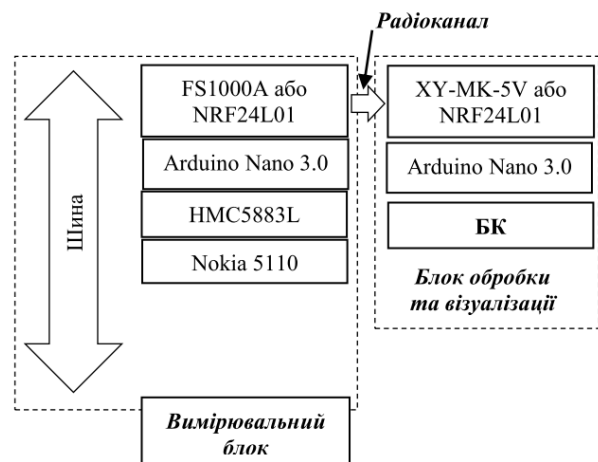 Радіоканал
Шина
FS1000A або
NRF24L01
Arduino Nano 3.0
HMC5883L
Nokia 5110
Вимірювальний
блок
XY-MK-5V або
NRF24L01
Arduino Nano 3.0
БК
Блок обробки
та візуалізації